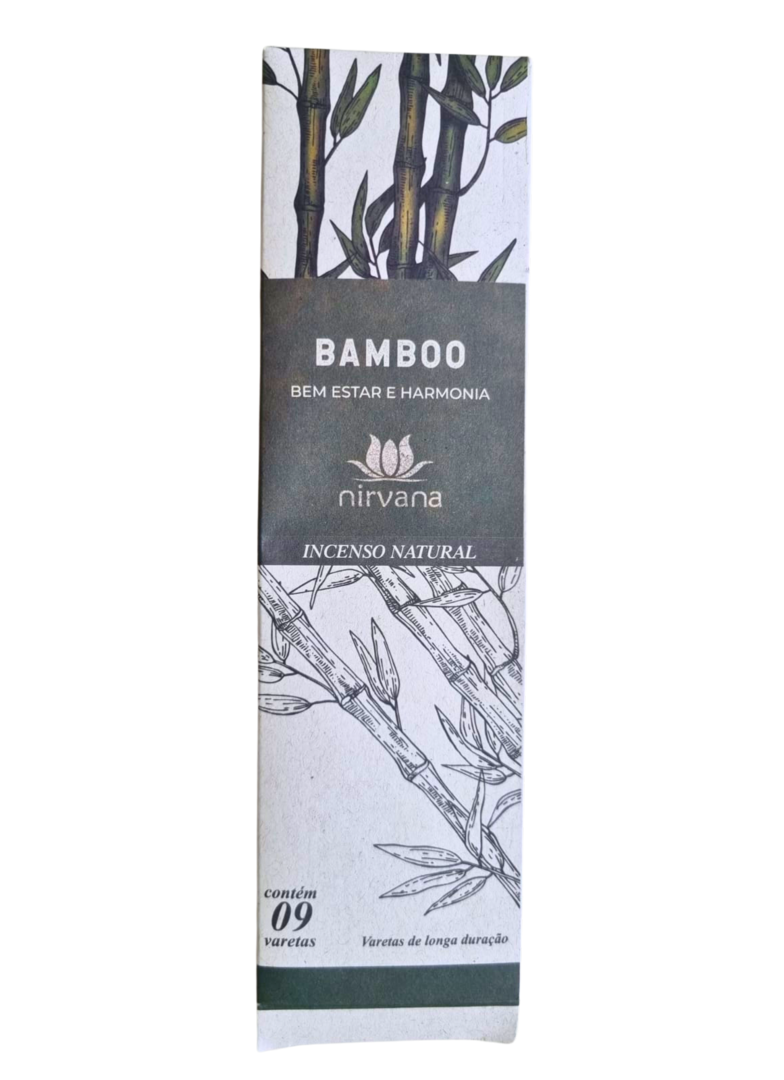 BAMBOO
BEM ESTAR E HARMONIA
nirvana
INCENSO NATURAL
contém
09
varetas
Varetas de longa duração